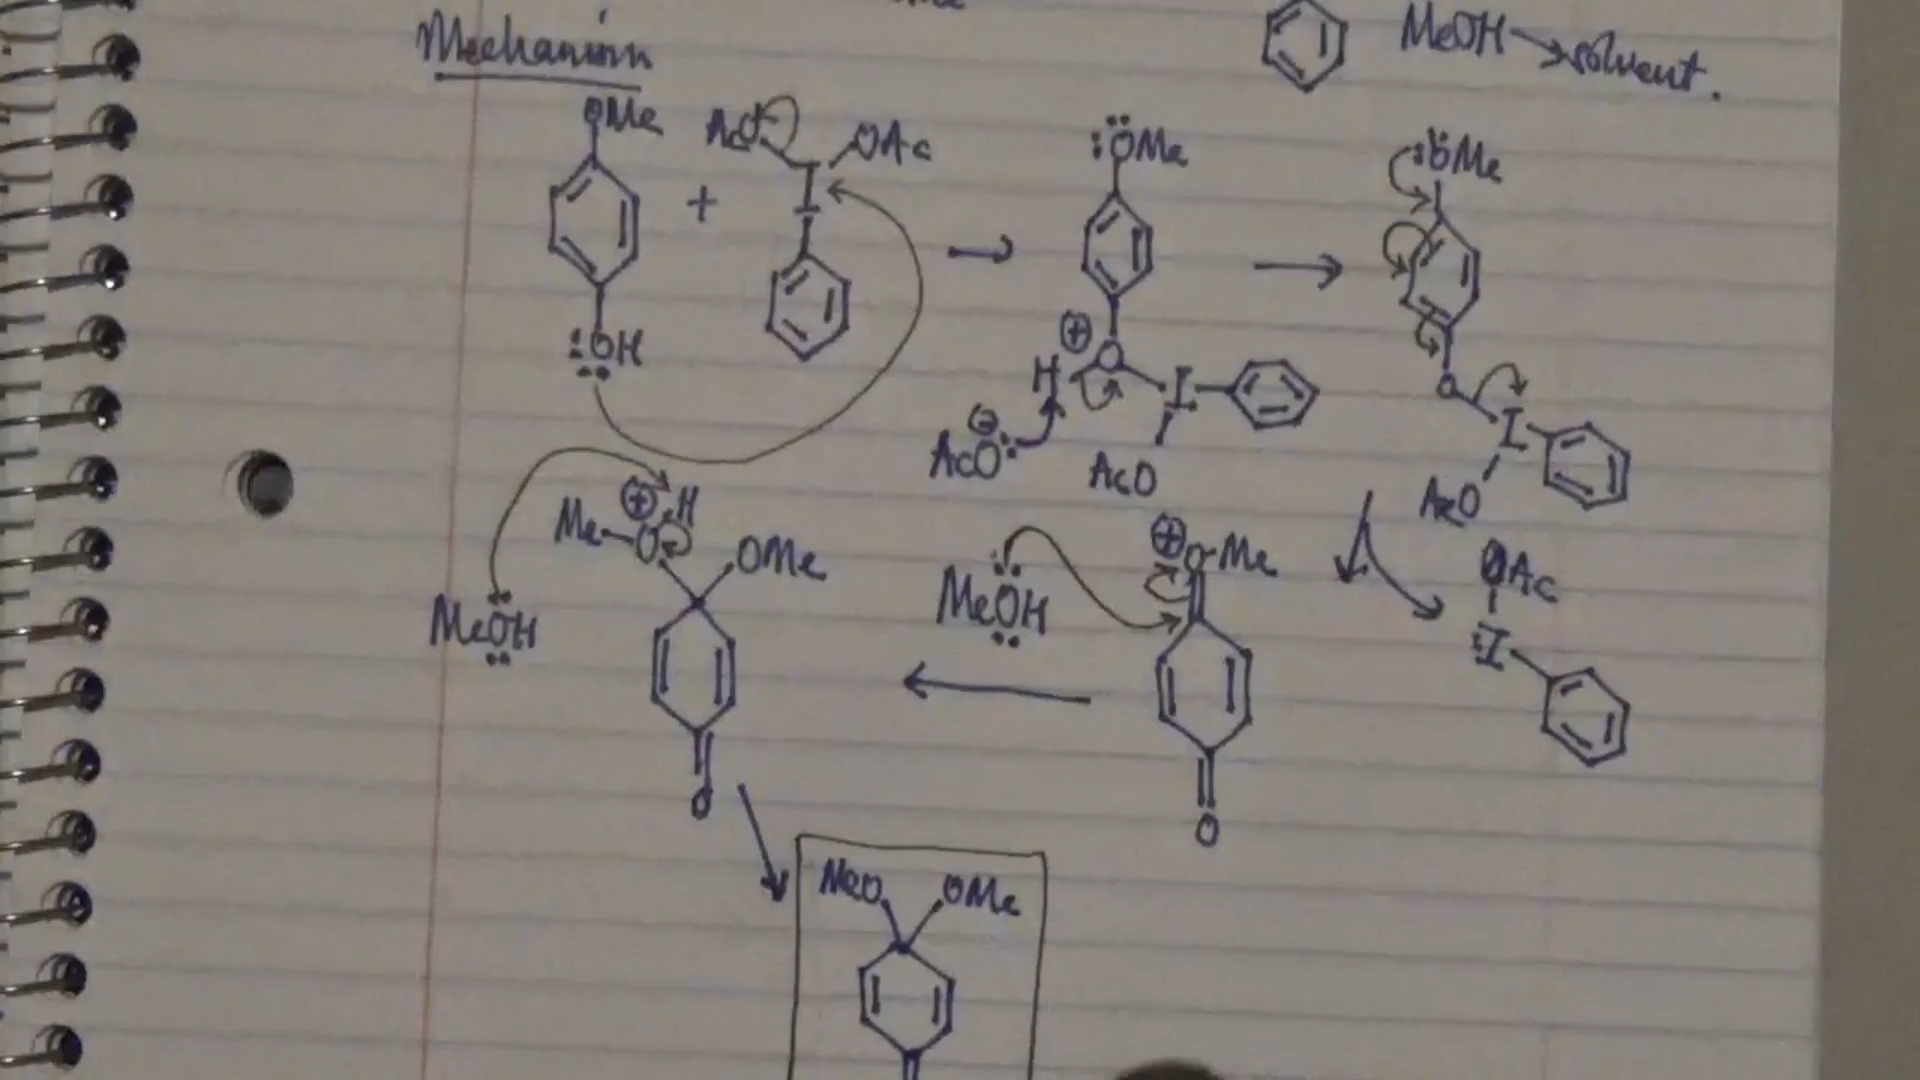 Mechanism
MeOH → solvent.
OMe
AcO
OAc
+
I
:OH
:OMe
⊕
H
O
I
AcO:
⊖
AcO
:OMe
O
I
AcO
Me-O
⊕
H
OMe
MeOH
O
MeOH
⊕
O-Me
O
OAc
:I
MeO
OMe